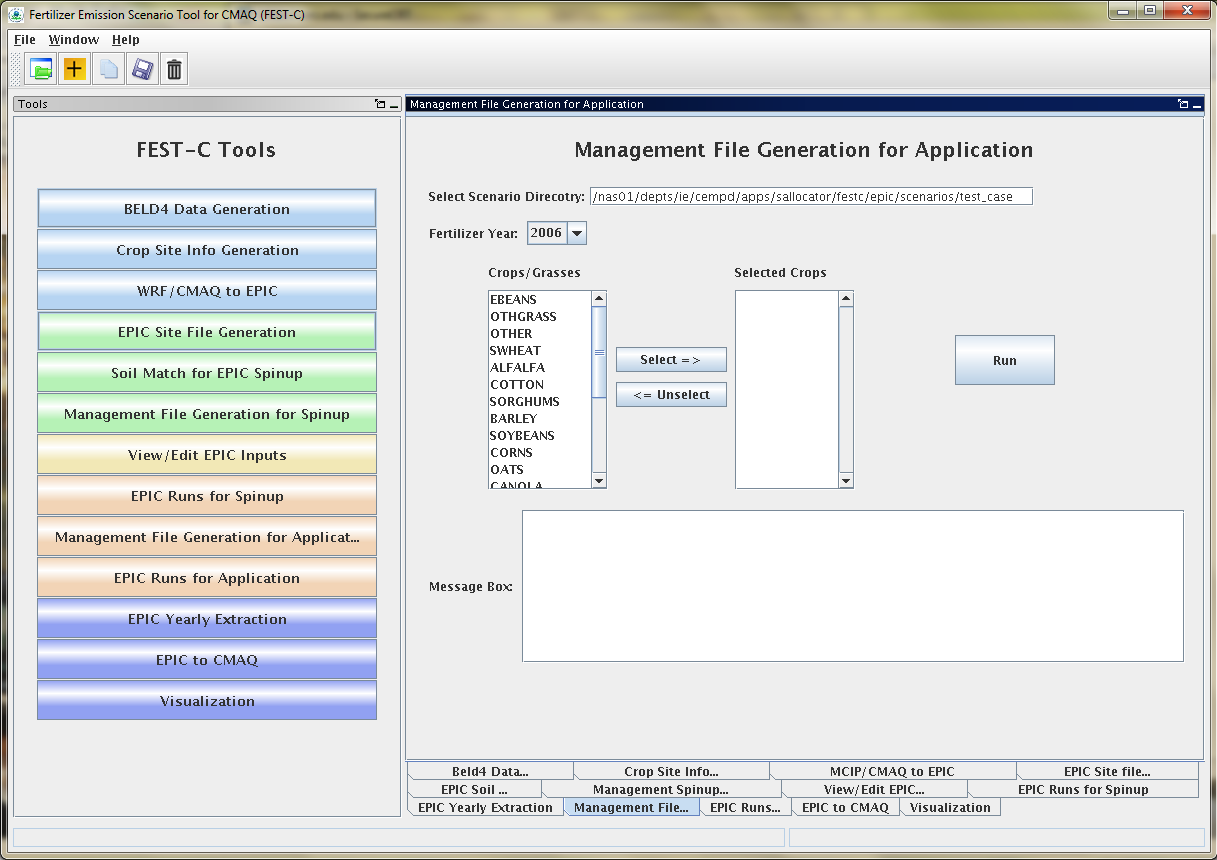 Fertilizer Emission Scenario Tool for CMAQ (FEST-C)
File Window Help
Tools
FEST-C Tools
BELD4 Data Generation
Crop Site Info Generation
WRF/CMAQ to EPIC
EPIC Site File Generation
Soil Match for EPIC Spinup
Management File Generation for Spinup
View/Edit EPIC Inputs
EPIC Runs for Spinup
Management File Generation for Applicat...
EPIC Runs for Application
EPIC Yearly Extraction
EPIC to CMAQ
Visualization
Management File Generation for Application
Management File Generation for Application
Select Scenario Direcotry: /nas01/depts/ie/cempd/apps/sallocator/festc/epic/scenarios/test_case
Fertilizer Year: 2006
Crops/Grasses
EBEANS
OTHGRASS
OTHER
SWHEAT
ALFALFA
COTTON
SORGHUMS
BARLEY
SOYBEANS
CORNS
OATS
CANOLA
Select =>
<= Unselect
Selected Crops
Run
Message Box:
Beld4 Data... Crop Site Info... MCIP/CMAQ to EPIC EPIC Site file...
EPIC Soil ... Management Spinup... View/Edit EPIC... EPIC Runs for Spinup
EPIC Yearly Extraction Management File... EPIC Runs... EPIC to CMAQ Visualization